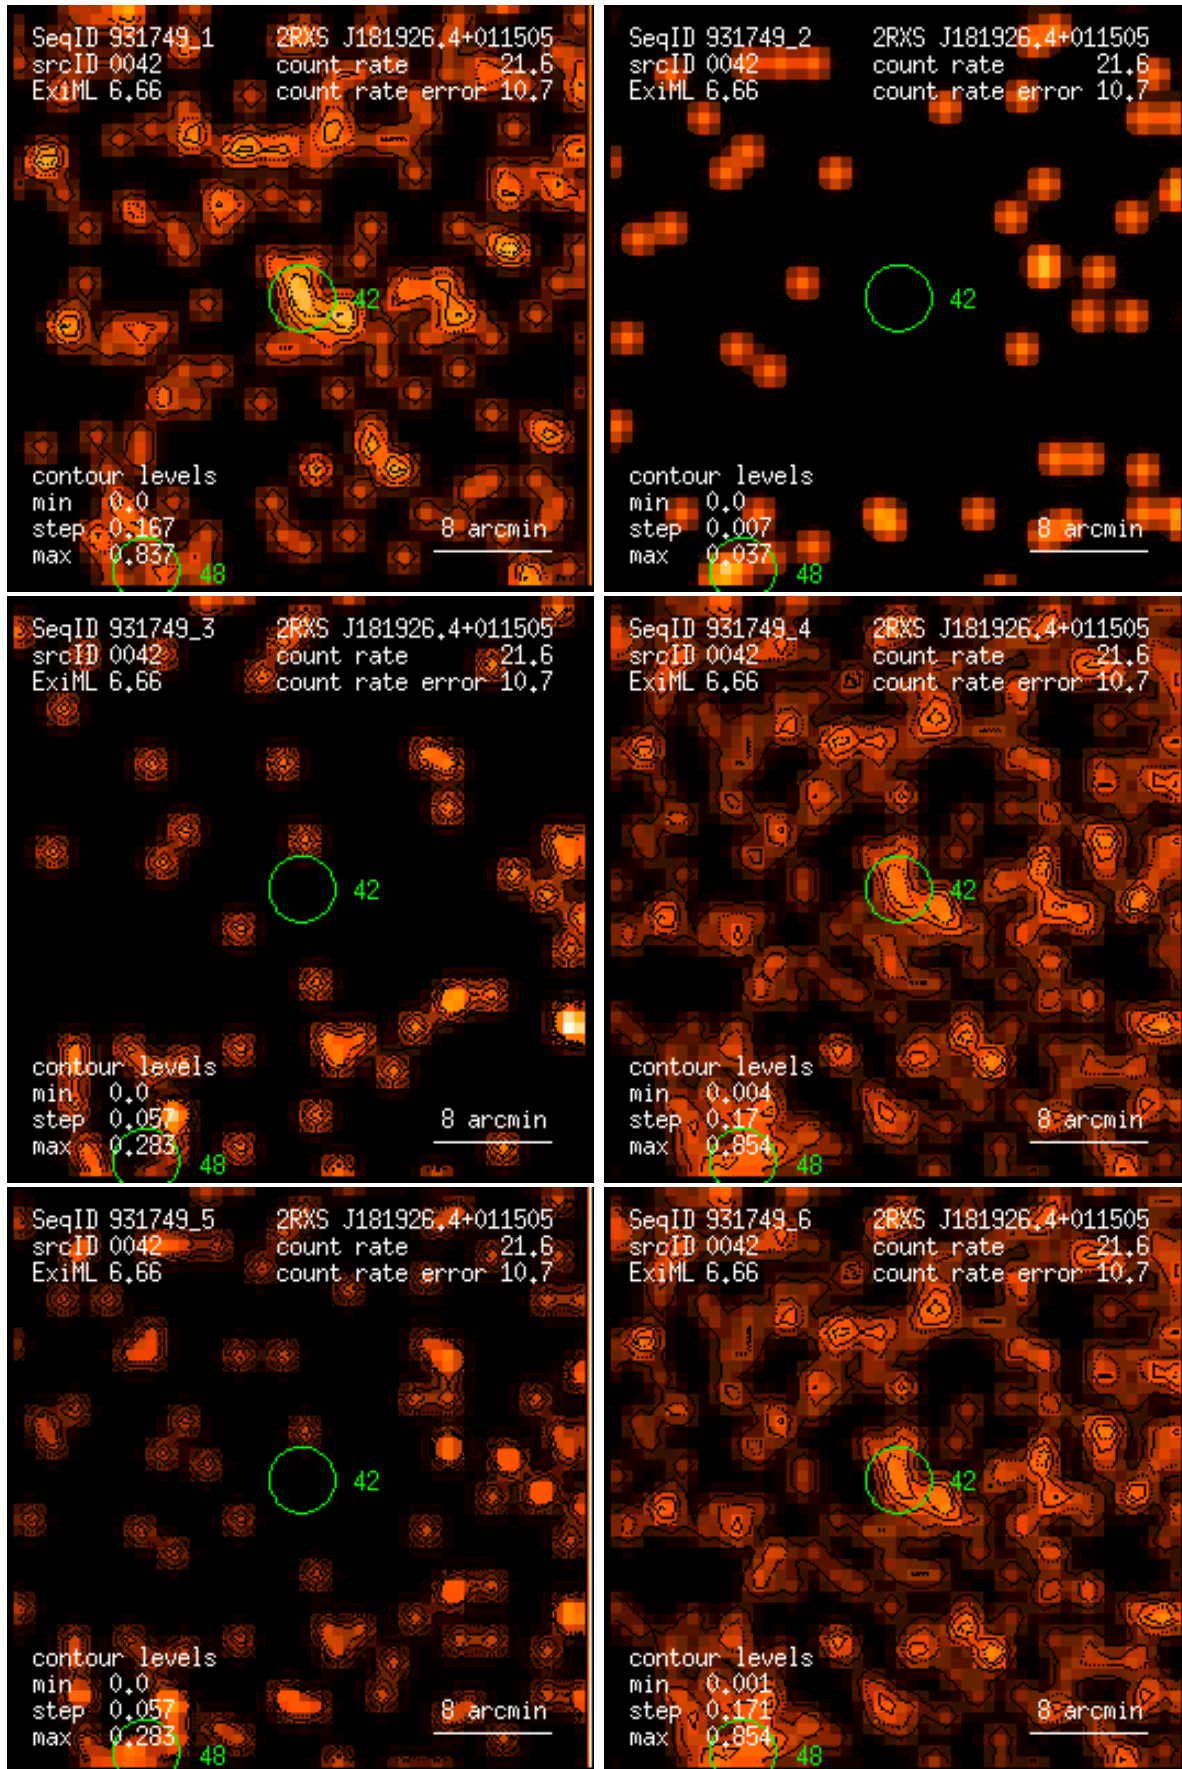 SeqID 931749_1 2RXS J181926.4+011505
srcID 0042 count rate 21.6
ExiML 6.66 count rate error 10.7
42
contour levels
min 0.0
step 0.167 8 arcmin
max 0.837
48
SeqID 931749_2 2RXS J181926.4+011505
srcID 0042 count rate 21.6
ExiML 6.66 count rate error 10.7
42
contour levels
min 0.0
step 0.007 8 arcmin
max 0.037
48
SeqID 931749_3 2RXS J181926.4+011505
srcID 0042 count rate 21.6
ExiML 6.66 count rate error 10.7
42
contour levels
min 0.0
step 0.057 8 arcmin
max 0.283
48
SeqID 931749_4 2RXS J181926.4+011505
srcID 0042 count rate 21.6
ExiML 6.66 count rate error 10.7
42
contour levels
min 0.004
step 0.17 8 arcmin
max 0.854
48
SeqID 931749_5 2RXS J181926.4+011505
srcID 0042 count rate 21.6
ExiML 6.66 count rate error 10.7
42
contour levels
min 0.0
step 0.057 8 arcmin
max 0.283
48
SeqID 931749_6 2RXS J181926.4+011505
srcID 0042 count rate 21.6
ExiML 6.66 count rate error 10.7
42
contour levels
min 0.001
step 0.171 8 arcmin
max 0.854
48